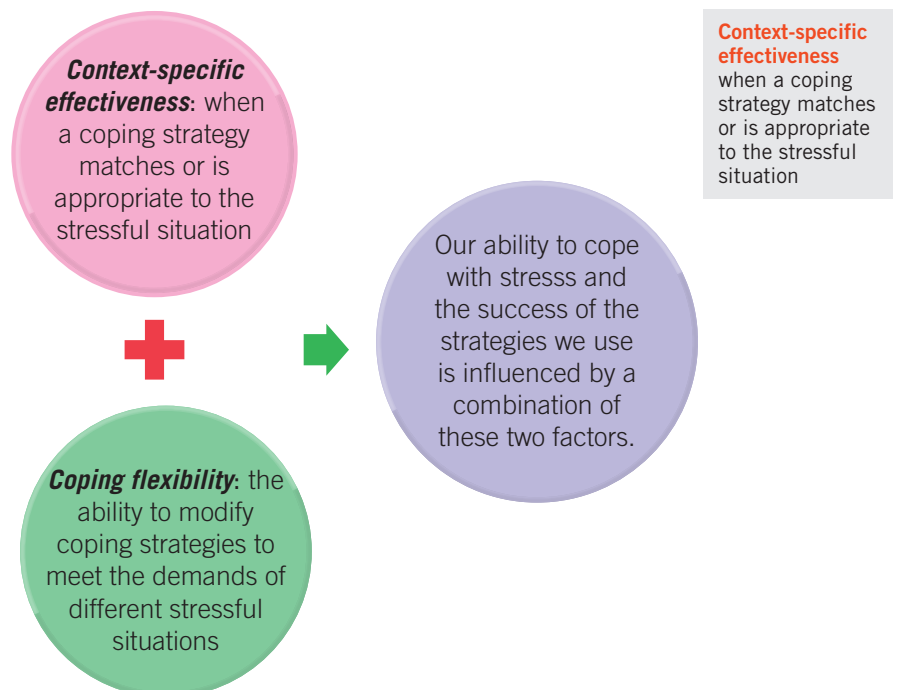 Context-specific
effectiveness: when
a coping strategy
matches or is
appropriate to the
stressful situation
Coping flexibility: the
ability to modify
coping strategies to
meet the demands of
different stressful
situations
Our ability to cope
with stresss and
the success of the
strategies we use
is influenced by a
combination of
these two factors.
Context-specific
effectiveness
when a coping
strategy matches
or is appropriate
to the stressful
situation